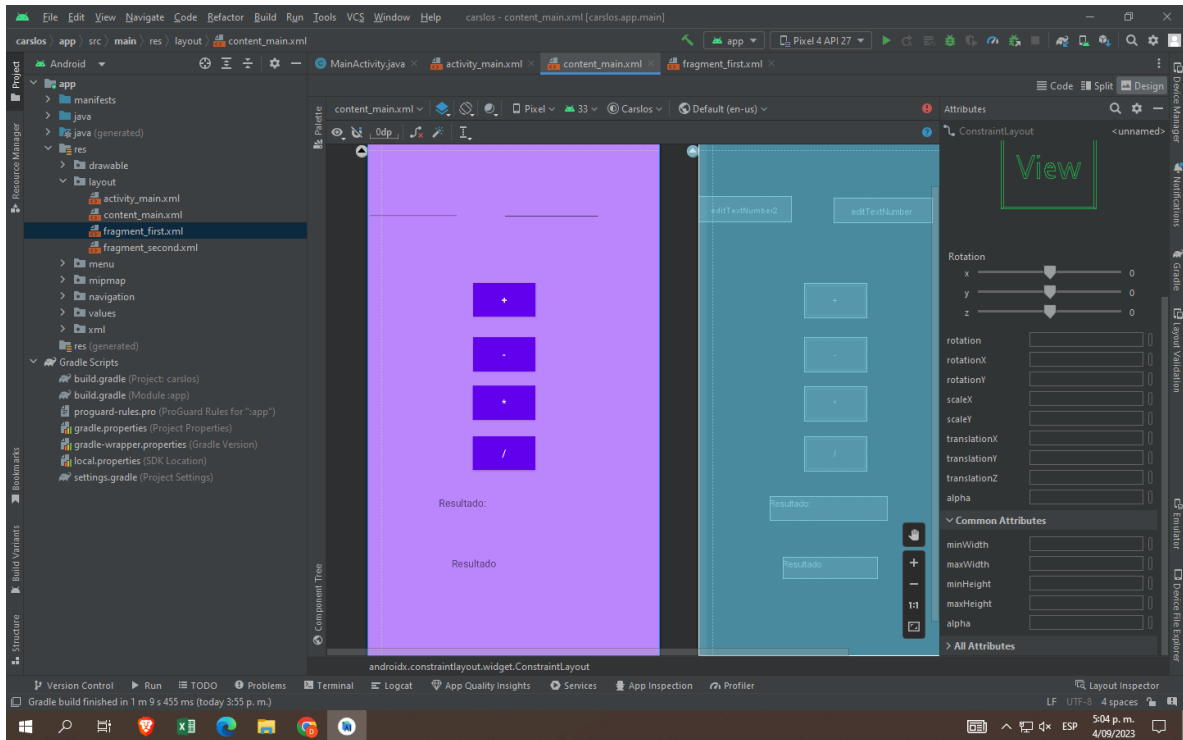 File Edit View Navigate Code Refactor Build Run Tools VCS Window Help carslos - content_main.xml [carslos.app.main]
carslos app src main res layout content_main.xml app Pixel 4 API 27
Android MainActivity.java activity_main.xml content_main.xml fragment_first.xml
Code Split Design
content_main.xml Pixel 33 Carslos Default (en-us) Attributes
0dp ConstraintLayout <unnamed>
View
Project
Resource Manager
Bookmarks
Build Variants
Structure
app
manifests
java
java (generated)
res
drawable
layout
activity_main.xml
content_main.xml
fragment_first.xml
fragment_second.xml
menu
mipmap
navigation
values
xml
res (generated)
Gradle Scripts
build.gradle (Project: carslos)
build.gradle (Module :app)
proguard-rules.pro (ProGuard Rules for ":app")
gradle.properties (Project Properties)
gradle-wrapper.properties (Gradle Version)
local.properties (SDK Location)
settings.gradle (Project Settings)
Palette
Component Tree
+
-
*
/
Resultado:
Resultado
editTextNumber2 editTextNumber
+
-
*
/
Resultado:
Resultado
+
−
1:1
Rotation
x 0
y 0
z 0
rotation
rotationX
rotationY
scaleX
scaleY
translationX
translationY
translationZ
alpha
Common Attributes
minWidth
maxWidth
minHeight
maxHeight
alpha
All Attributes
Device Manager
Notifications
Gradle
Layout Validation
Emulator
Device File Explorer
androidx.constraintlayout.widget.ConstraintLayout
Version Control Run TODO Problems Terminal Logcat App Quality Insights Services App Inspection Profiler Layout Inspector
Gradle build finished in 1 m 9 s 455 ms (today 3:55 p. m.) LF UTF-8 4 spaces
ESP 5:04 p. m.
4/09/2023